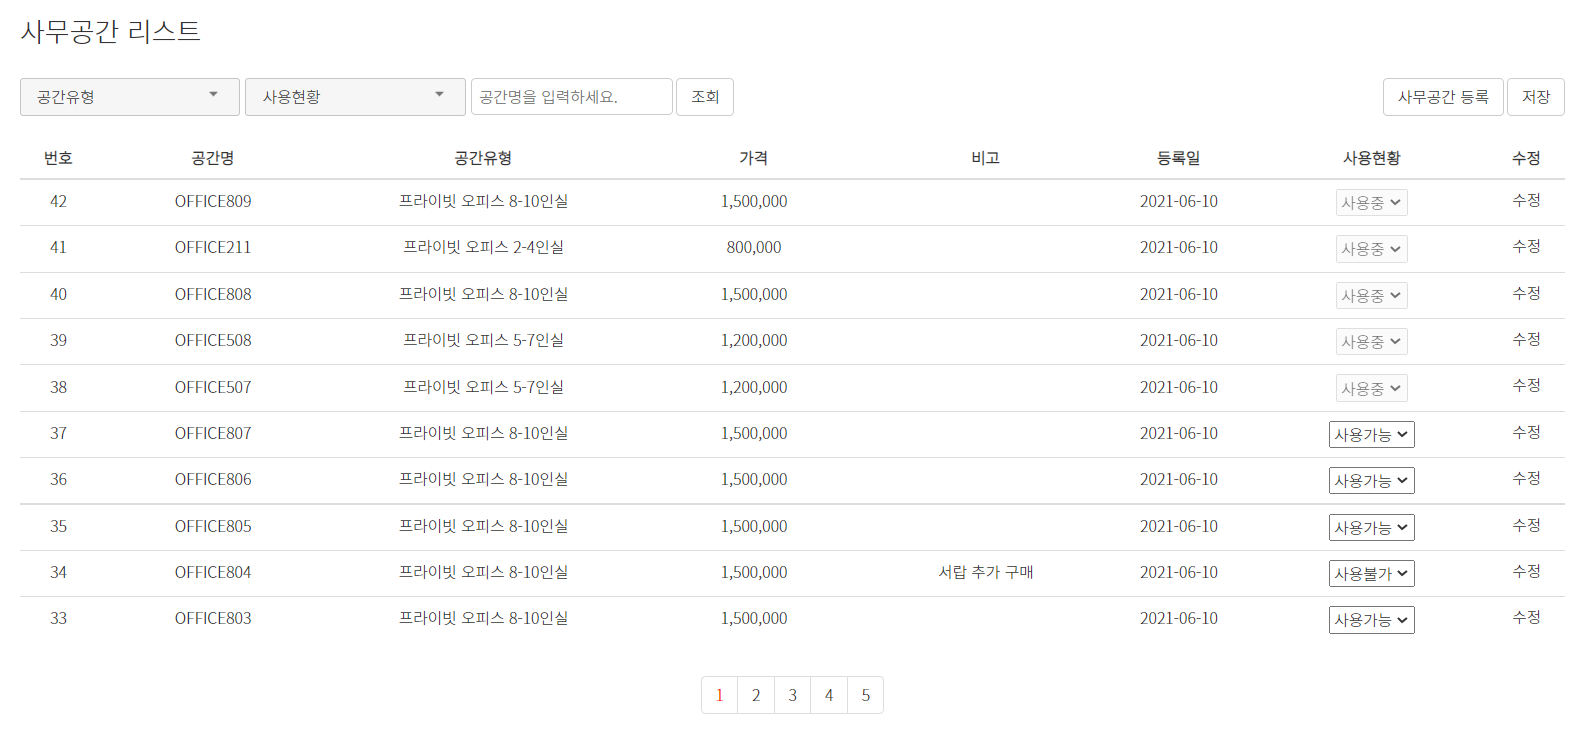 사무공간 리스트
공간유형 사용현황 공간명을 입력하세요. 조회 사무공간 등록 저장
번호 공간명 공간유형 가격 비고 등록일 사용현황 수정
42 OFFICE809 프라이빗 오피스 8-10인실 1,500,000 2021-06-10 사용중 수정
41 OFFICE211 프라이빗 오피스 2-4인실 800,000 2021-06-10 사용중 수정
40 OFFICE808 프라이빗 오피스 8-10인실 1,500,000 2021-06-10 사용중 수정
39 OFFICE508 프라이빗 오피스 5-7인실 1,200,000 2021-06-10 사용중 수정
38 OFFICE507 프라이빗 오피스 5-7인실 1,200,000 2021-06-10 사용중 수정
37 OFFICE807 프라이빗 오피스 8-10인실 1,500,000 2021-06-10 사용가능 수정
36 OFFICE806 프라이빗 오피스 8-10인실 1,500,000 2021-06-10 사용가능 수정
35 OFFICE805 프라이빗 오피스 8-10인실 1,500,000 2021-06-10 사용가능 수정
34 OFFICE804 프라이빗 오피스 8-10인실 1,500,000 서랍 추가 구매 2021-06-10 사용불가 수정
33 OFFICE803 프라이빗 오피스 8-10인실 1,500,000 2021-06-10 사용가능 수정
1 2 3 4 5